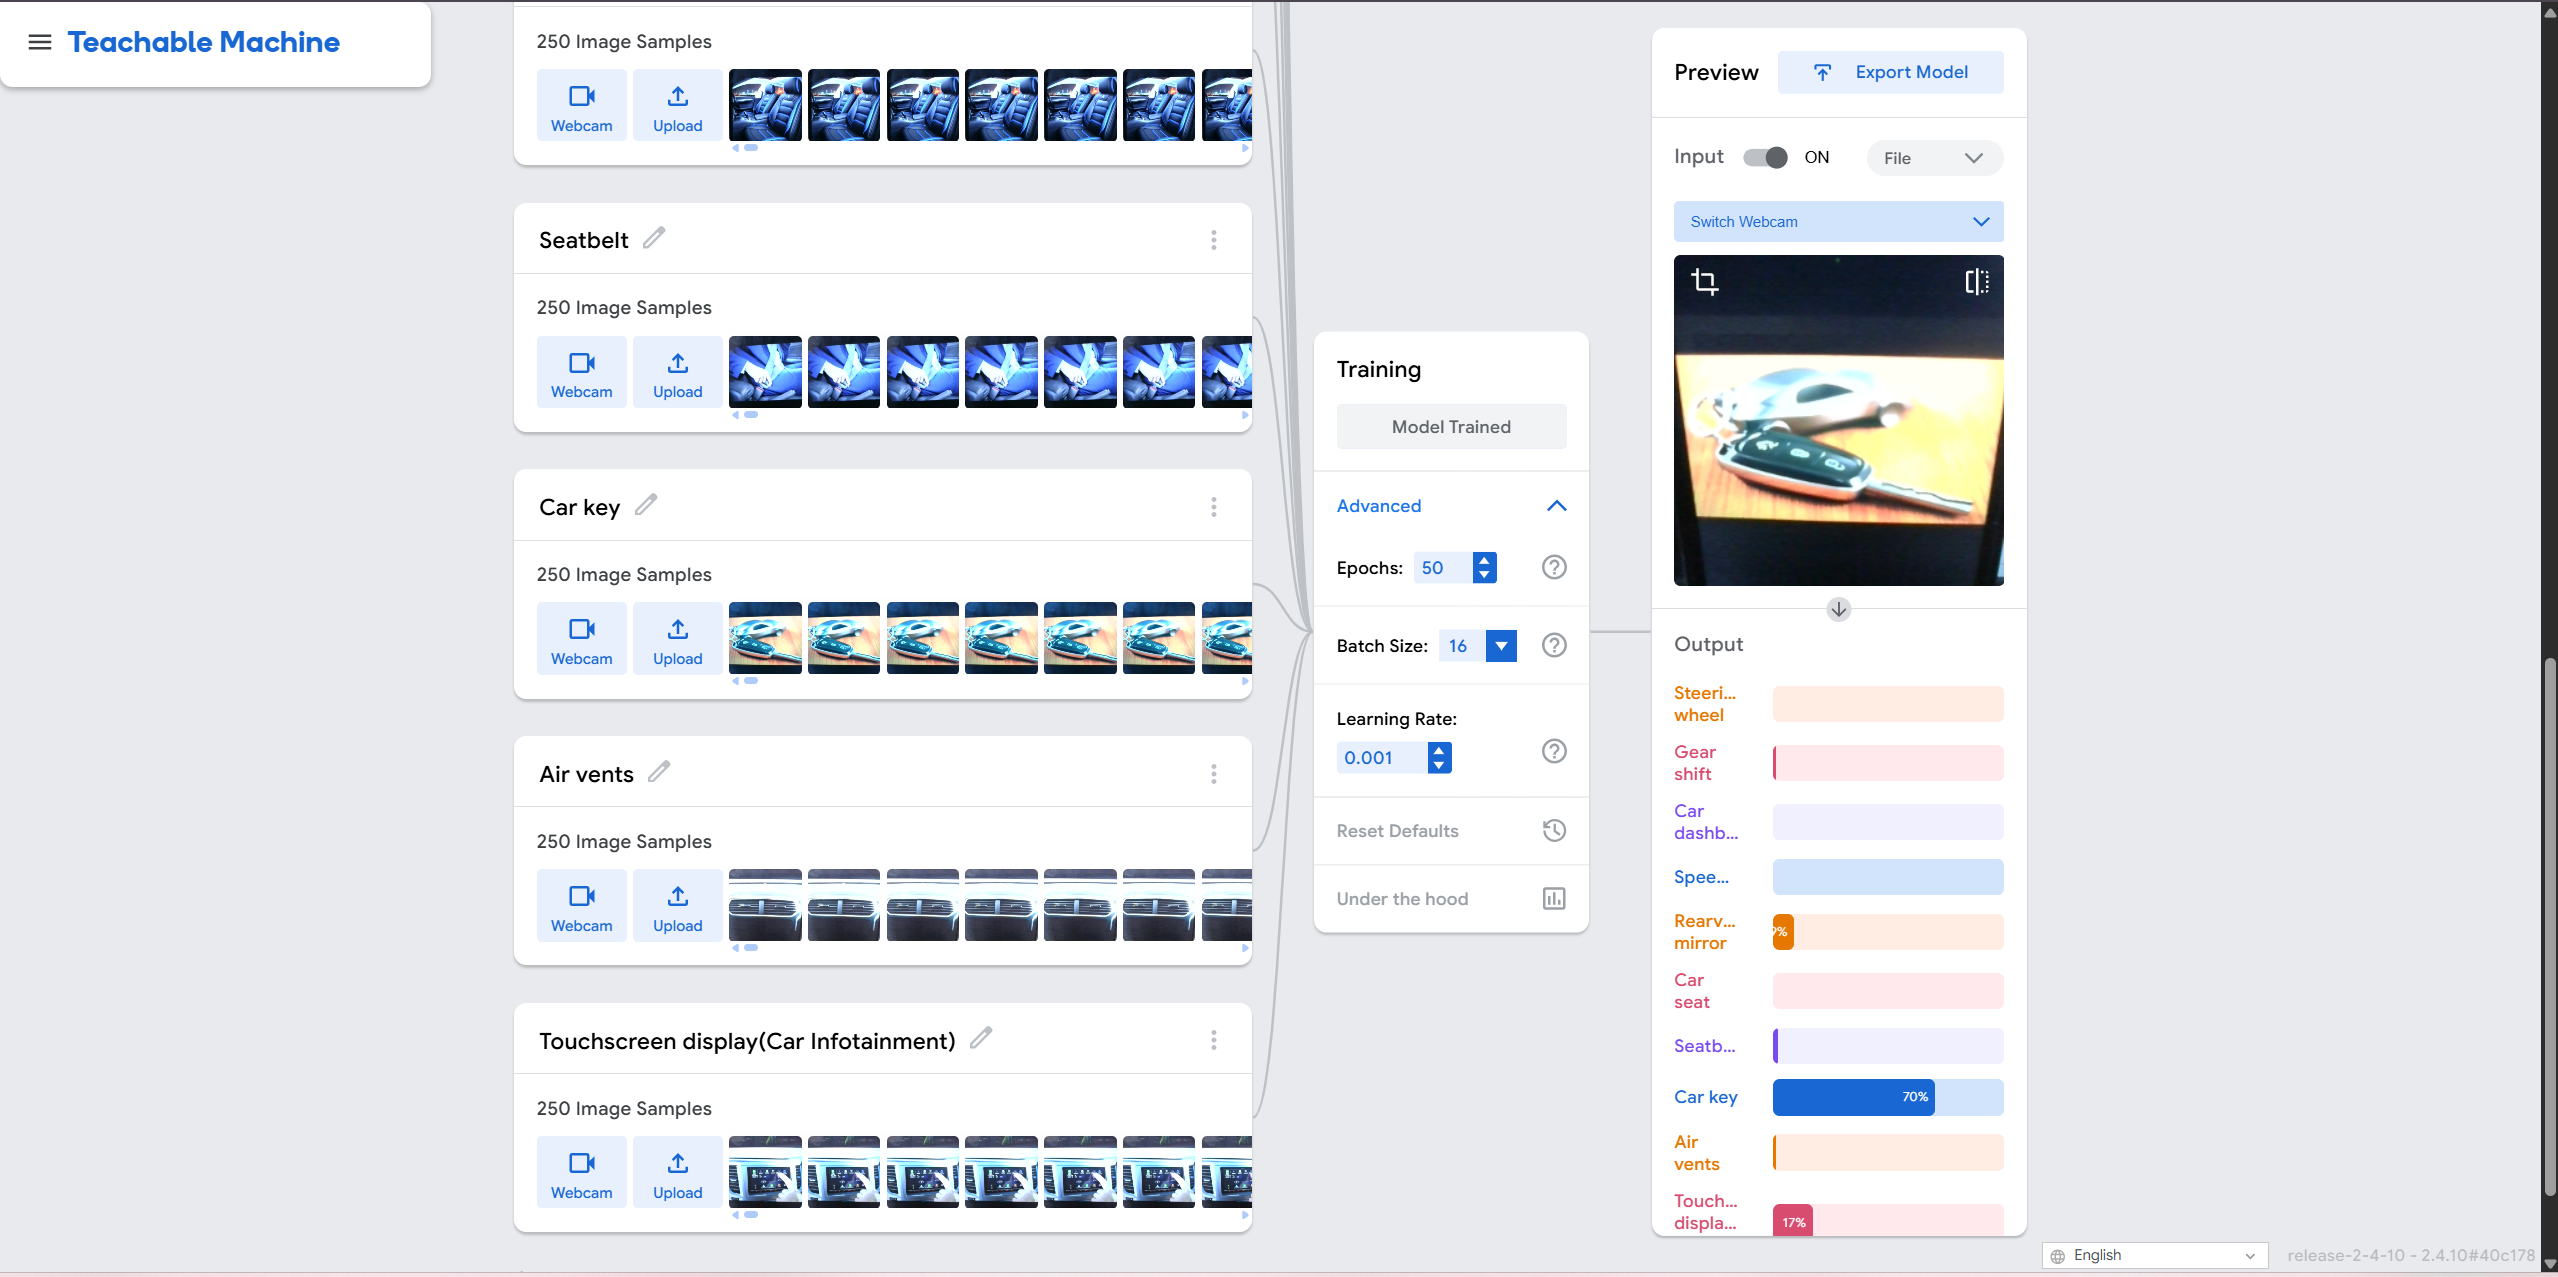 Teachable Machine
250 Image Samples
Webcam
Upload
Seatbelt
250 Image Samples
Webcam
Upload
Car key
250 Image Samples
Webcam
Upload
Air vents
250 Image Samples
Webcam
Upload
Touchscreen display(Car Infotainment)
250 Image Samples
Webcam
Upload
Training
Model Trained
Advanced
Epochs:
50
Batch Size:
16
Learning Rate:
0.001
Reset Defaults
Under the hood
Preview
Export Model
Input
ON
File
Switch Webcam
Output
Steeri...
wheel
Gear
shift
Car
dashb...
Spee...
Rearv...
mirror
Car
seat
Seatb...
Car key
70%
Air
vents
Touch...
displa...
17%
English
release-2-4-10 - 2.4.10#40c178